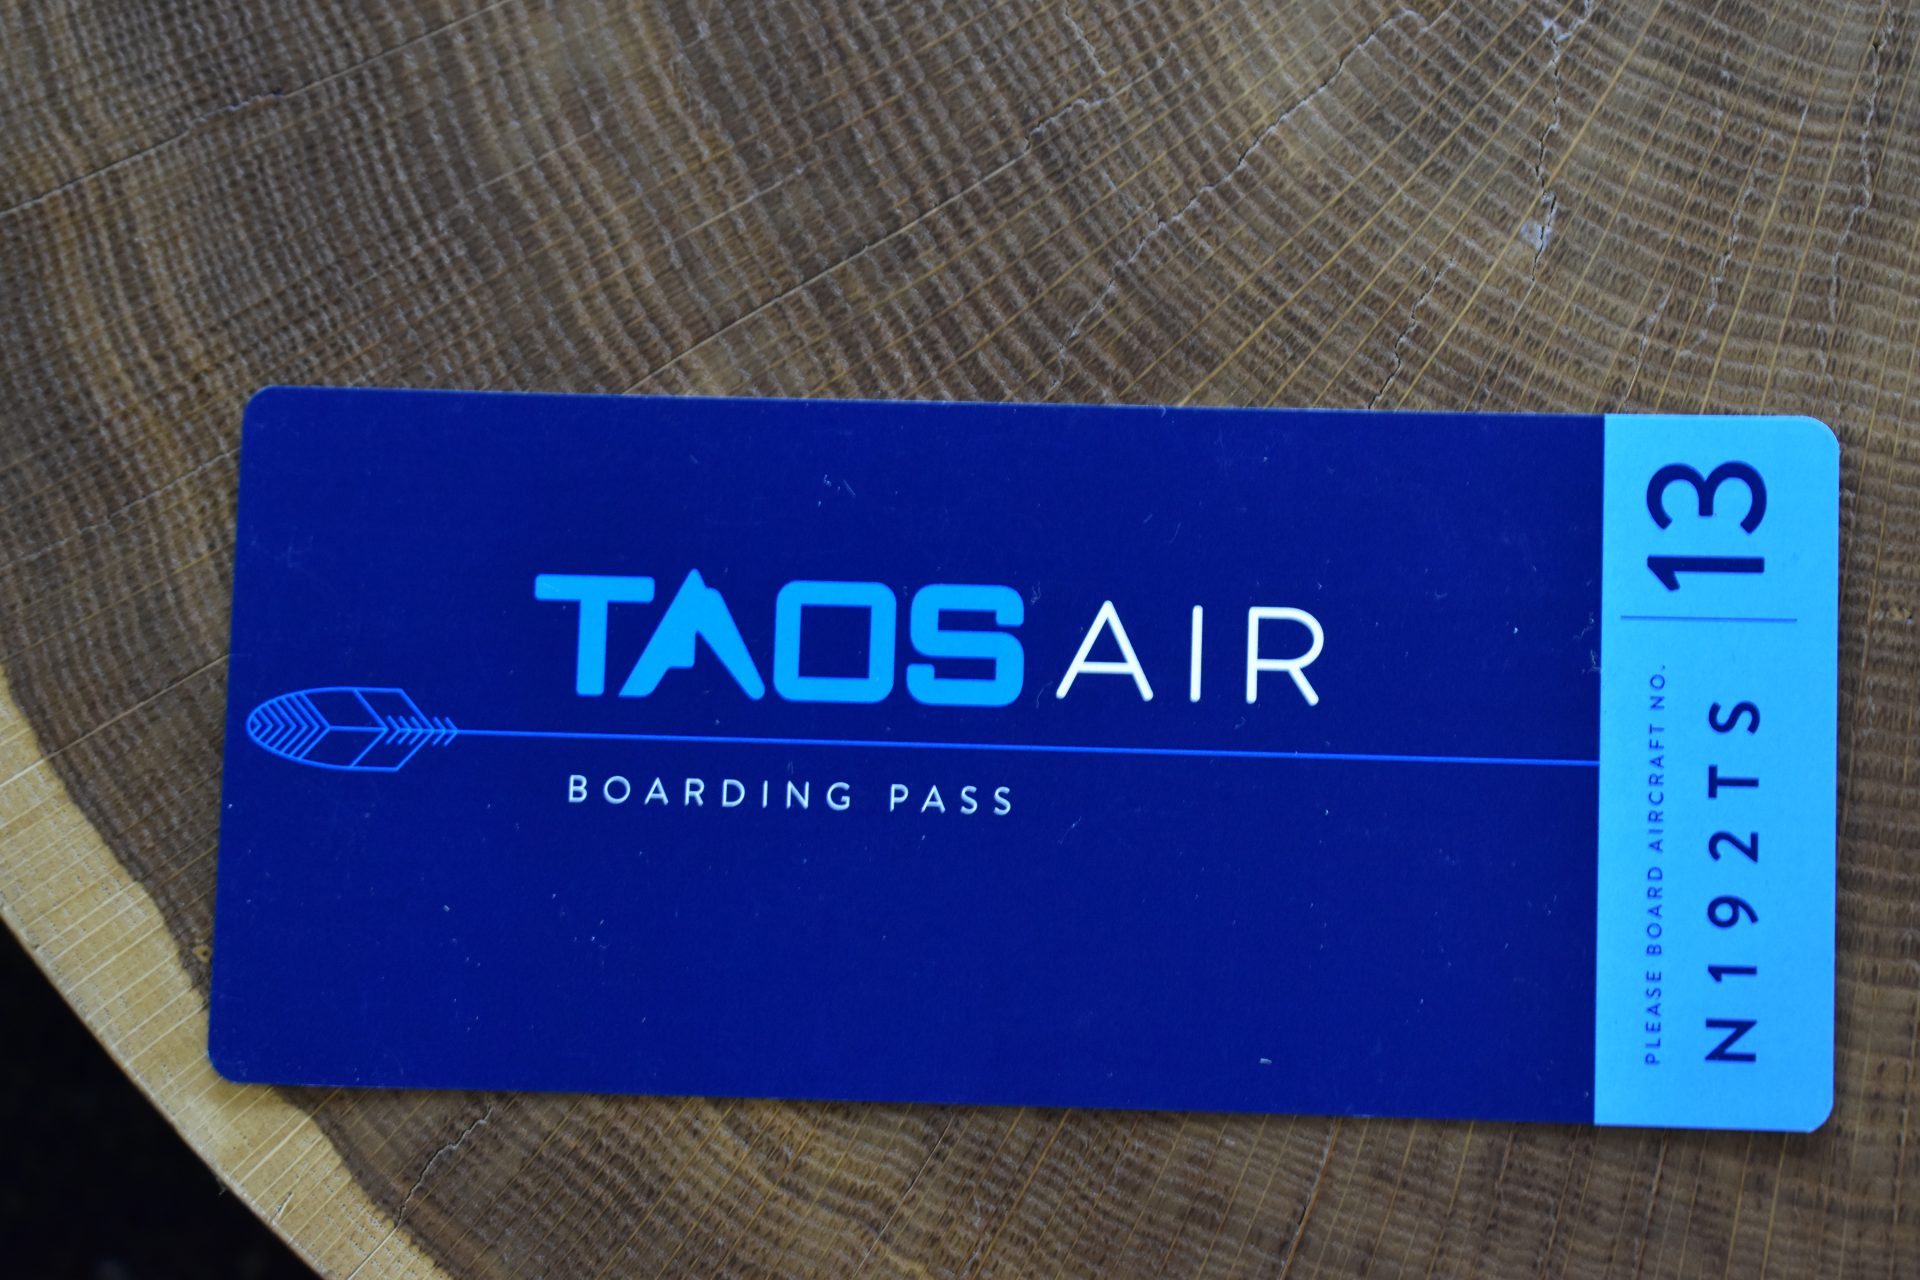 TAOS AIR
BOARDING PASS
PLEASE BOARD AIRCRAFT NO.
N192TS
13